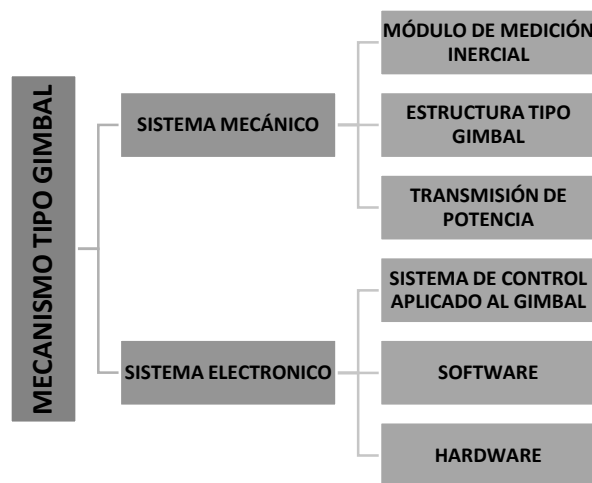 MECANISMO TIPO GIMBAL
SISTEMA MECÁNICO
MÓDULO DE MEDICIÓN
INERCIAL
ESTRUCTURA TIPO
GIMBAL
TRANSMISIÓN DE
POTENCIA
SISTEMA ELECTRONICO
SISTEMA DE CONTROL
APLICADO AL GIMBAL
SOFTWARE
HARDWARE